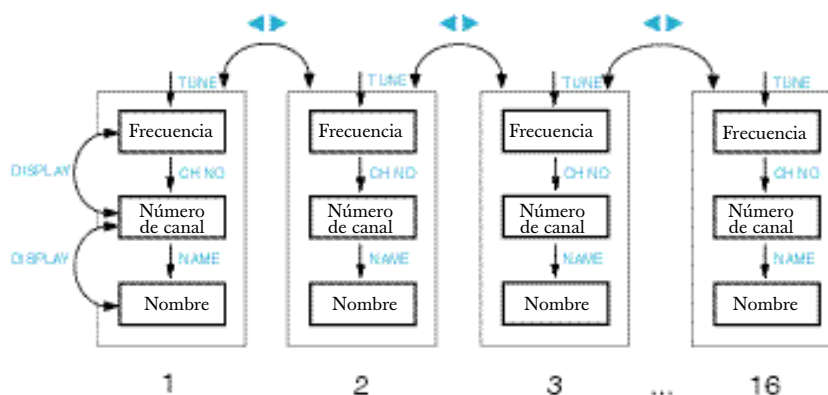 TUNE TUNE TUNE TUNE
Frecuencia Frecuencia Frecuencia Frecuencia
DISPLAY CH NO CH NO CH NO CH NO
Número de canal Número de canal Número de canal Número de canal
DISPLAY NAME NAME NAME NAME
Nombre Nombre Nombre Nombre
1 2 3 ... 16